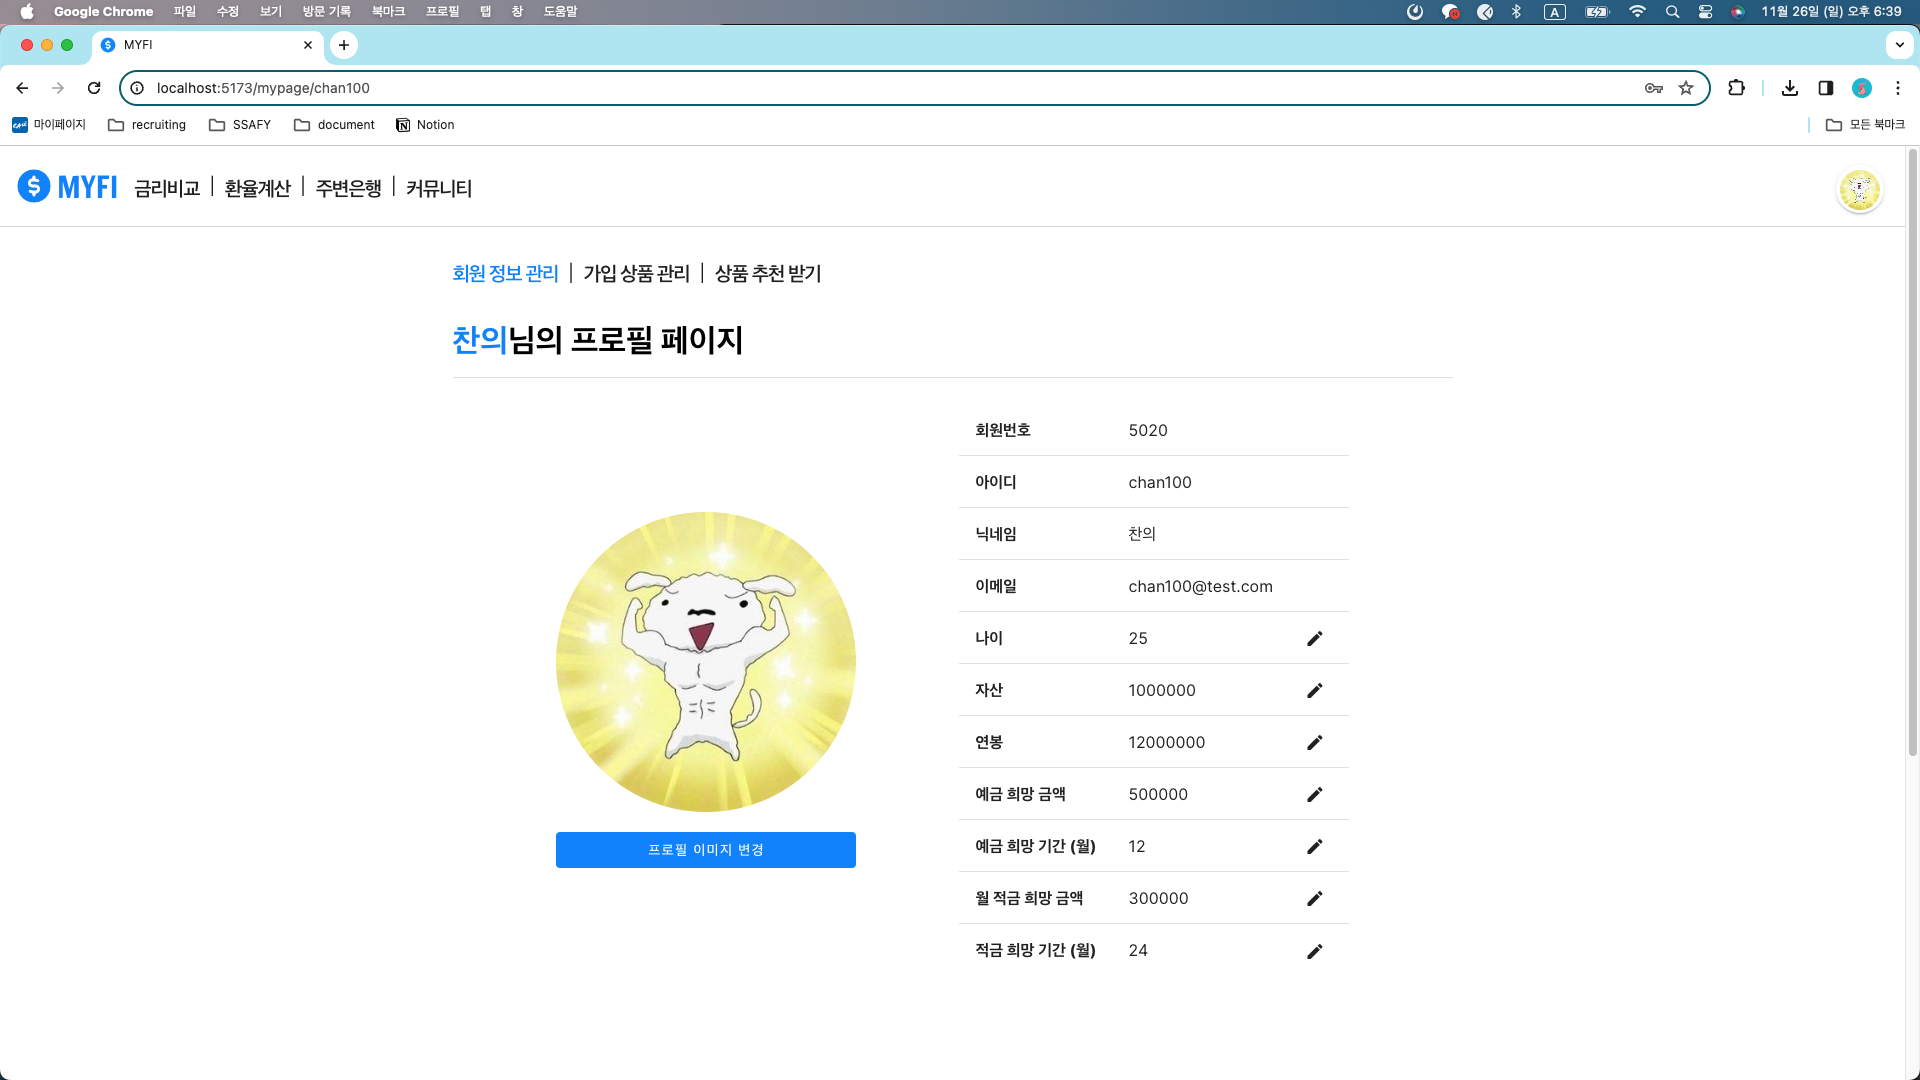 Google Chrome 파일 수정 보기 방문 기록 북마크 프로필 탭 창 도움말 A 11월 26일 (일) 오후 6:39
MYFI
localhost:5173/mypage/chan100
마이페이지 recruiting SSAFY document Notion 모든 북마크
$ MYFI 금리비교 | 환율계산 | 주변은행 | 커뮤니티
회원 정보 관리 | 가입 상품 관리 | 상품 추천 받기
찬의님의 프로필 페이지
회원번호 5020
아이디 chan100
닉네임 찬의
이메일 chan100@test.com
나이 25
자산 1000000
연봉 12000000
예금 희망 금액 500000
예금 희망 기간 (월) 12
월 적금 희망 금액 300000
적금 희망 기간 (월) 24
프로필 이미지 변경